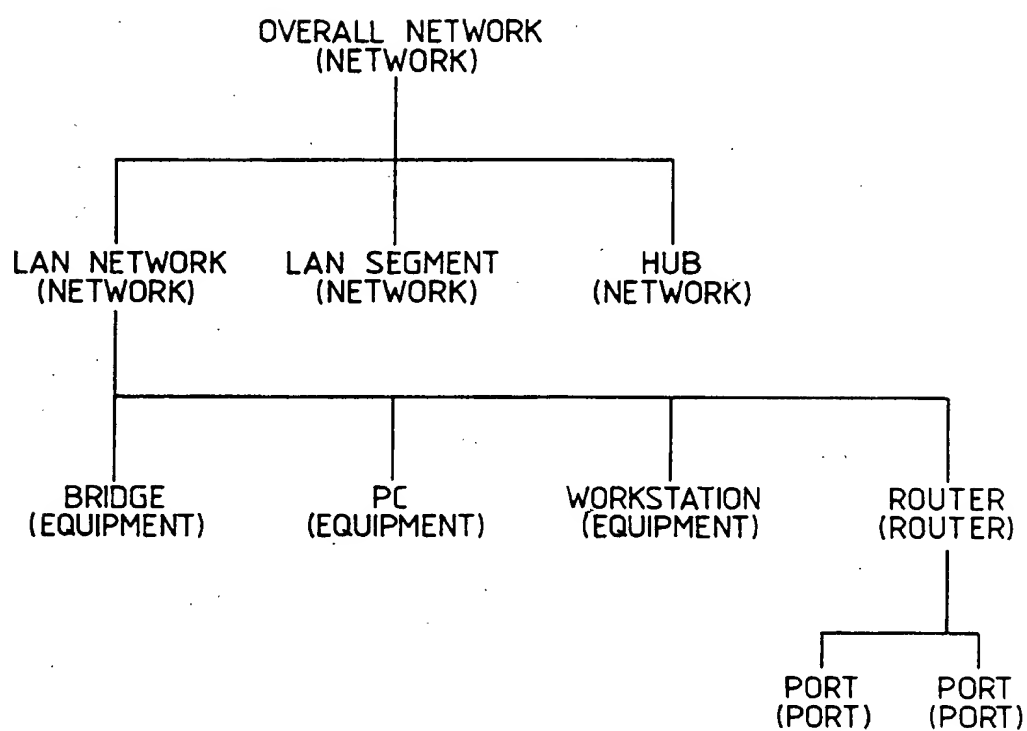 OVERALL NETWORK
(NETWORK)
LAN NETWORK
(NETWORK)
LAN SEGMENT
(NETWORK)
HUB
(NETWORK)
BRIDGE
(EQUIPMENT)
PC
(EQUIPMENT)
WORKSTATION
(EQUIPMENT)
ROUTER
(ROUTER)
PORT
(PORT)
PORT
(PORT)